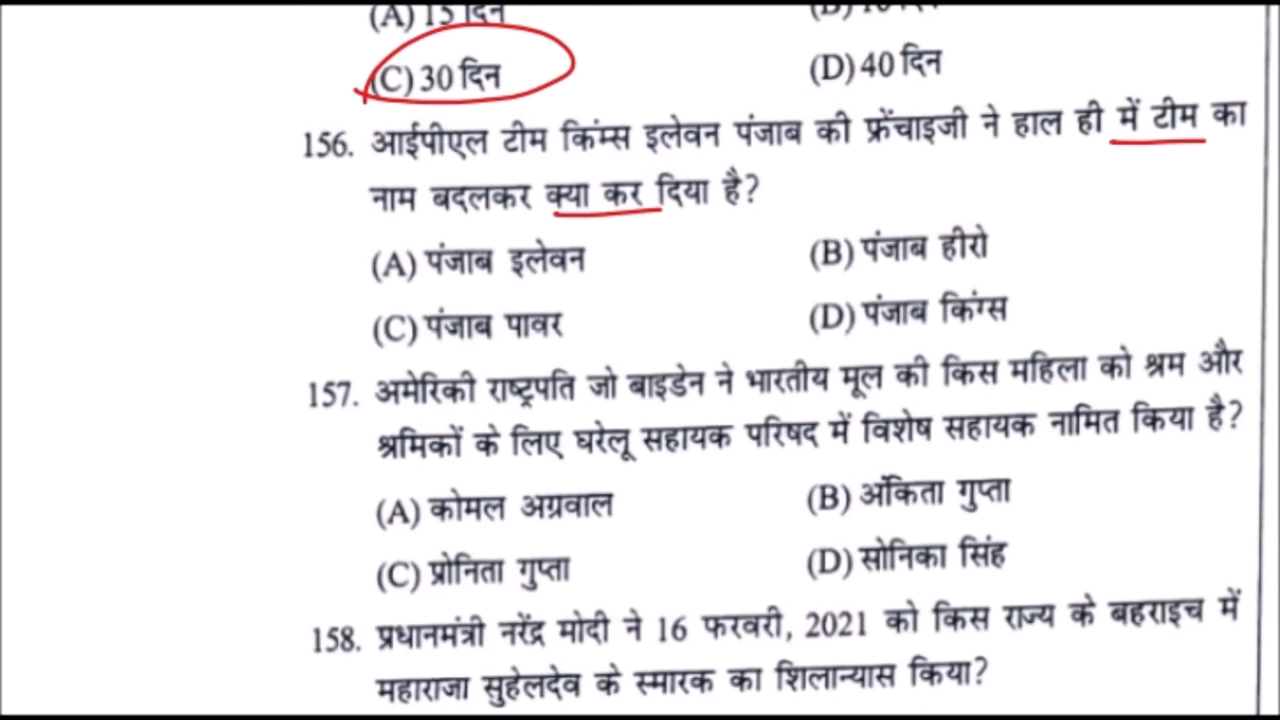 (A) 15 दिन
(C) 30 दिन (D) 40 दिन
156. आईपीएल टीम किंग्स इलेवन पंजाब की फ्रेंचाइजी ने हाल ही में टीम का
नाम बदलकर क्या कर दिया है?
(A) पंजाब इलेवन (B) पंजाब हीरो
(C) पंजाब पावर (D) पंजाब किंग्स
157. अमेरिकी राष्ट्रपति जो बाइडेन ने भारतीय मूल की किस महिला को श्रम और
श्रमिकों के लिए घरेलू सहायक परिषद में विशेष सहायक नामित किया है?
(A) कोमल अग्रवाल (B) अंकिता गुप्ता
(C) प्रोनिता गुप्ता (D) सोनिका सिंह
158. प्रधानमंत्री नरेंद्र मोदी ने 16 फरवरी, 2021 को किस राज्य के बहराइच में
महाराजा सुहेलदेव के स्मारक का शिलान्यास किया?